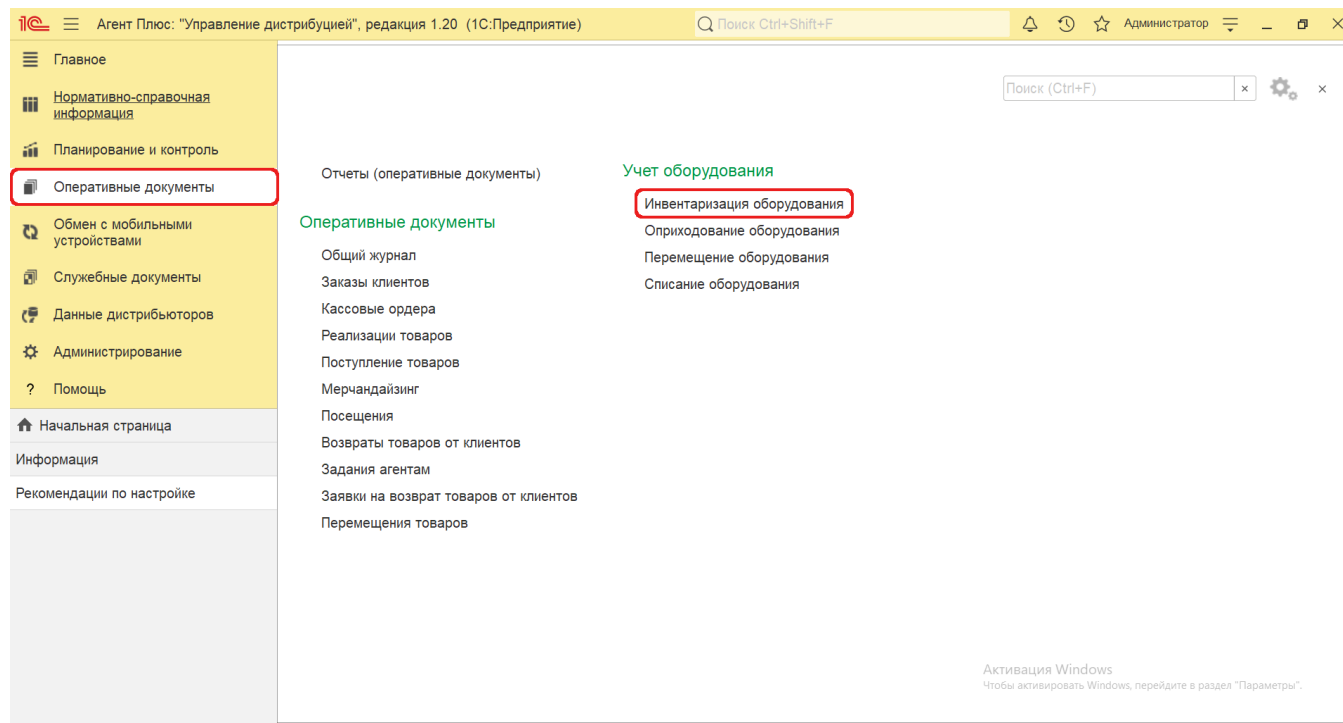 1С Агент Плюс: "Управление дистрибуцией", редакция 1.20 (1С:Предприятие)
Поиск Ctrl+Shift+F
Администратор
Главное
Нормативно-справочная
информация
Планирование и контроль
Оперативные документы
Обмен с мобильными
устройствами
Служебные документы
Данные дистрибьюторов
Администрирование
? Помощь
Начальная страница
Информация
Рекомендации по настройке
Поиск (Ctrl+F)
Отчеты (оперативные документы)
Оперативные документы
Общий журнал
Заказы клиентов
Кассовые ордера
Реализации товаров
Поступление товаров
Мерчандайзинг
Посещения
Возвраты товаров от клиентов
Задания агентам
Заявки на возврат товаров от клиентов
Перемещения товаров
Учет оборудования
Инвентаризация оборудования
Оприходование оборудования
Перемещение оборудования
Списание оборудования
Активация Windows
Чтобы активировать Windows, перейдите в раздел "Параметры".